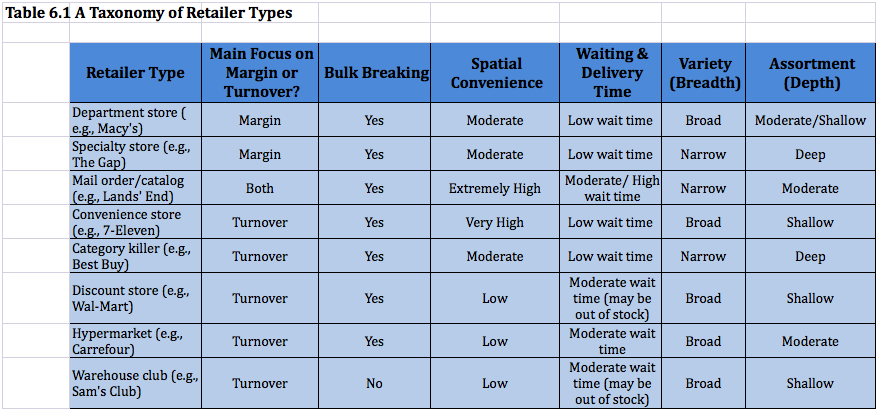 Table 6.1 A Taxonomy of Retailer Types
Retailer Type
Main Focus on
Margin or
Turnover?
Bulk Breaking
Spatial
Convenience
Waiting &
Delivery
Time
Variety
(Breadth)
Assortment
(Depth)
Department store (
e.g., Macy's)
Margin
Yes
Moderate
Low wait time
Broad
Moderate/Shallow
Specialty store (e.g.,
The Gap)
Margin
Yes
Moderate
Low wait time
Narrow
Deep
Mail order/catalog
(e.g., Lands' End)
Both
Yes
Extremely High
Moderate/ High
wait time
Narrow
Moderate
Convenience store
(e.g., 7-Eleven)
Turnover
Yes
Very High
Low wait time
Broad
Shallow
Category killer (e.g.,
Best Buy)
Turnover
Yes
Moderate
Low wait time
Narrow
Deep
Discount store (e.g.,
Wal-Mart)
Turnover
Yes
Low
Moderate wait
time (may be
out of stock)
Broad
Shallow
Hypermarket (e.g.,
Carrefour)
Turnover
Yes
Low
Moderate wait
time
Broad
Moderate
Warehouse club (e.g.,
Sam's Club)
Turnover
No
Low
Moderate wait
time (may be
out of stock)
Broad
Shallow